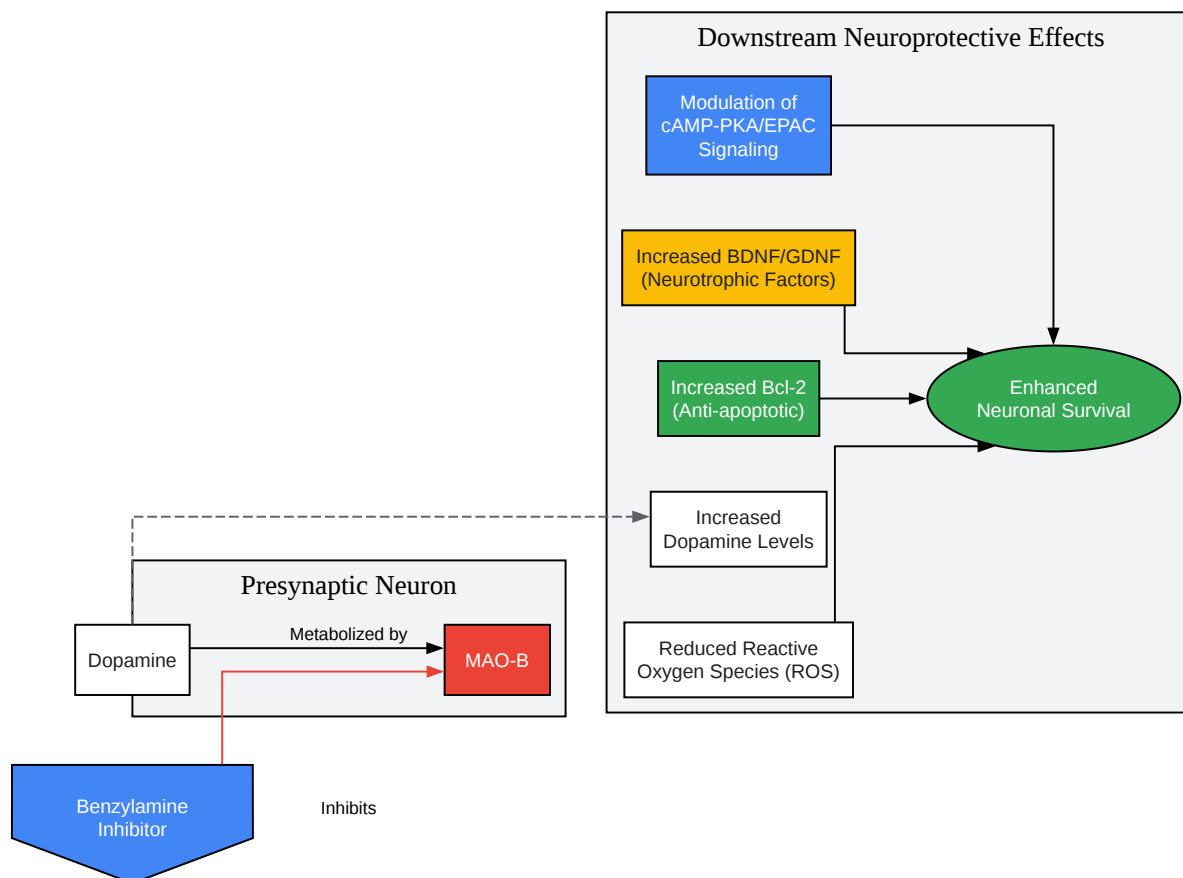 Downstream Neuroprotective Effects
Modulation of
cAMP-PKA/EPAC
Signaling
Increased BDNF/GDNF
(Neurotrophic Factors)
Increased Bcl-2
(Anti-apoptotic)
Enhanced
Neuronal Survival
Increased
Dopamine Levels
Reduced Reactive
Oxygen Species (ROS)
Presynaptic Neuron
Dopamine
Metabolized by
MAO-B
Benzylamine
Inhibitor
Inhibits